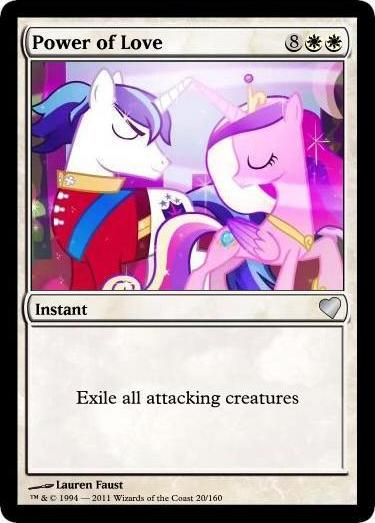 Power of Love 8
Instant
Exile all attacking creatures
Lauren Faust
™ & © 1994 — 2011 Wizards of the Coast 20/160